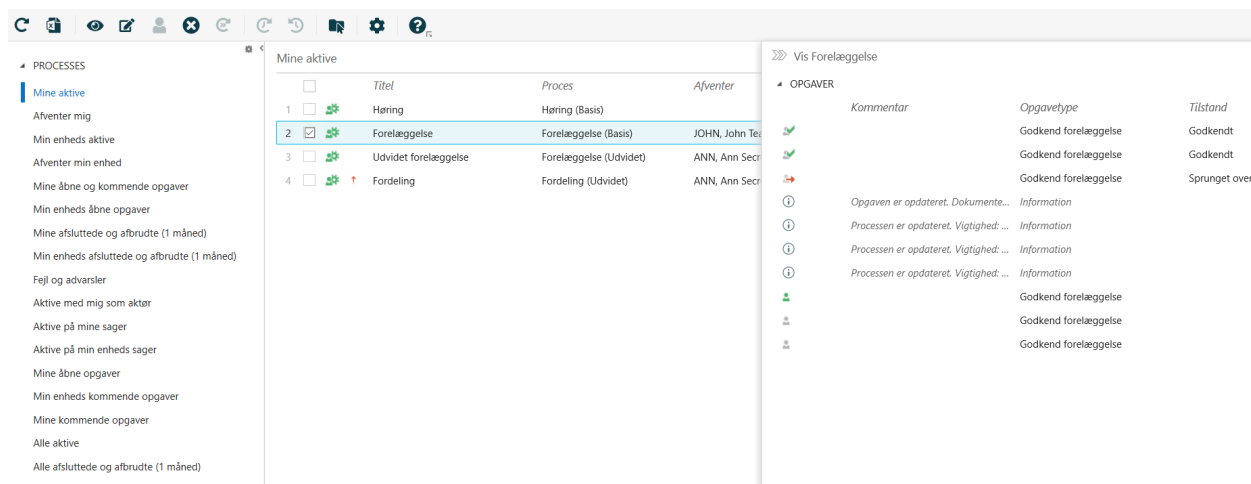 PROCESSES
Mine aktive
Afventer mig
Min enheds aktive
Afventer min enhed
Mine åbne og kommende opgaver
Min enheds åbne opgaver
Mine afsluttede og afbrudte (1 måned)
Min enheds afsluttede og afbrudte (1 måned)
Fejl og advarsler
Aktive med mig som aktør
Aktive på mine sager
Aktive på min enheds sager
Mine åbne opgaver
Min enheds kommende opgaver
Mine kommende opgaver
Alle aktive
Alle afsluttede og afbrudte (1 måned)
Mine aktive
Titel Proces Afventer
1 Høring Høring (Basis)
2 Forelæggelse Forelæggelse (Basis) JOHN, John Tea
3 Udvidet forelæggelse Forelæggelse (Udvidet) ANN, Ann Secr
4 Fordeling Fordeling (Udvidet) ANN, Ann Secr
Vis Forelæggelse
OPGAVER
Kommentar Opgavetype Tilstand
Godkend forelæggelse Godkendt
Godkend forelæggelse Godkendt
Godkend forelæggelse Sprunget over
Opgaven er opdateret. Dokumente... Information
Processen er opdateret. Vigtighed: ... Information
Processen er opdateret. Vigtighed: ... Information
Processen er opdateret. Vigtighed: ... Information
Godkend forelæggelse
Godkend forelæggelse
Godkend forelæggelse